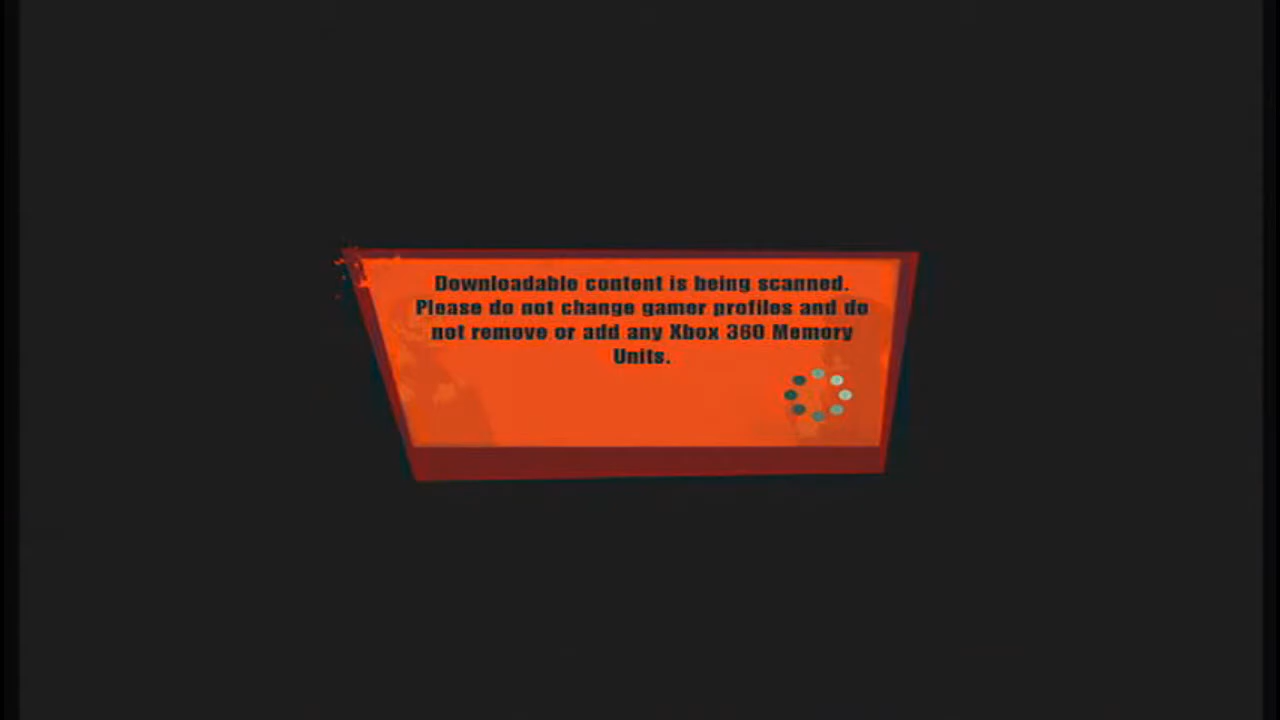 Downloadable content is being scanned.
Please do not change gamer profiles and do
not remove or add any Xbox 360 Memory
Units.